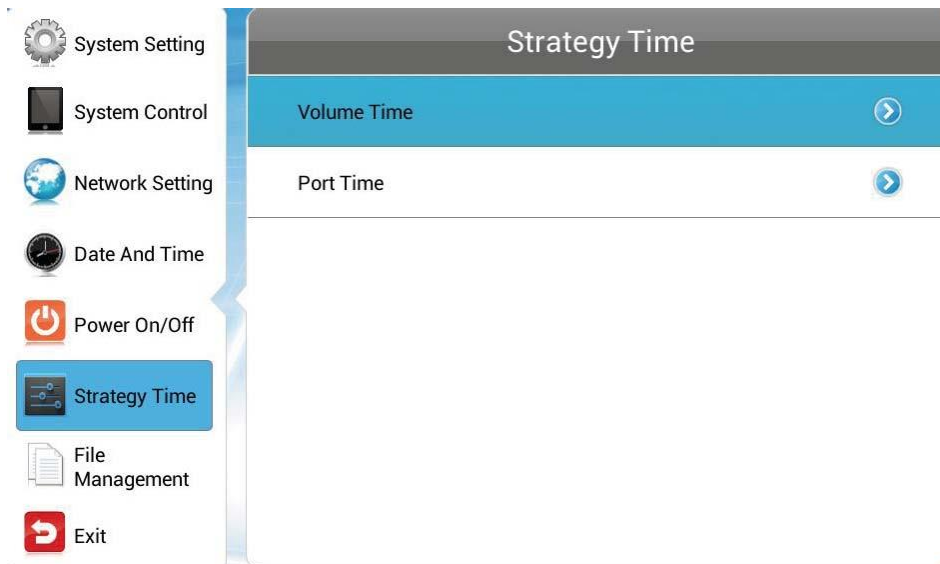 System Setting
System Control
Network Setting
Date And Time
Power On/Off
Strategy Time
File
Management
Exit
Strategy Time
Volume Time
Port Time